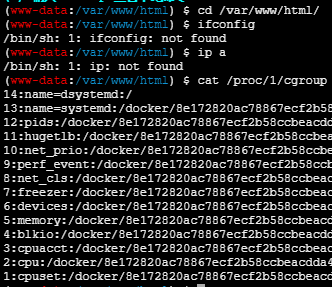 (www-data:/var/www/html) $ cd /var/www/html/
(www-data:/var/www/html) $ ifconfig
/bin/sh: 1: ifconfig: not found
(www-data:/var/www/html) $ ip a
/bin/sh: 1: ip: not found
(www-data:/var/www/html) $ cat /proc/1/cgroup
14:name=dsystemd:/
13:name=systemd:/docker/8e172820ac78867ecf2b58c
12:pids:/docker/8e172820ac78867ecf2b58ccbeacdd
11:hugetlb:/docker/8e172820ac78867ecf2b58ccbea
10:net_prio:/docker/8e172820ac78867ecf2b58ccbe
9:perf_event:/docker/8e172820ac78867ecf2b58ccb
8:net_cls:/docker/8e172820ac78867ecf2b58ccbeac
7:freezer:/docker/8e172820ac78867ecf2b58ccbeac
6:devices:/docker/8e172820ac78867ecf2b58ccbeac
5:memory:/docker/8e172820ac78867ecf2b58ccbeacd
4:blkio:/docker/8e172820ac78867ecf2b58ccbeacdd
3:cpuacct:/docker/8e172820ac78867ecf2b58ccbeac
2:cpu:/docker/8e172820ac78867ecf2b58ccbeacdda4
1:cpuset:/docker/8e172820ac78867ecf2b58ccbeacd